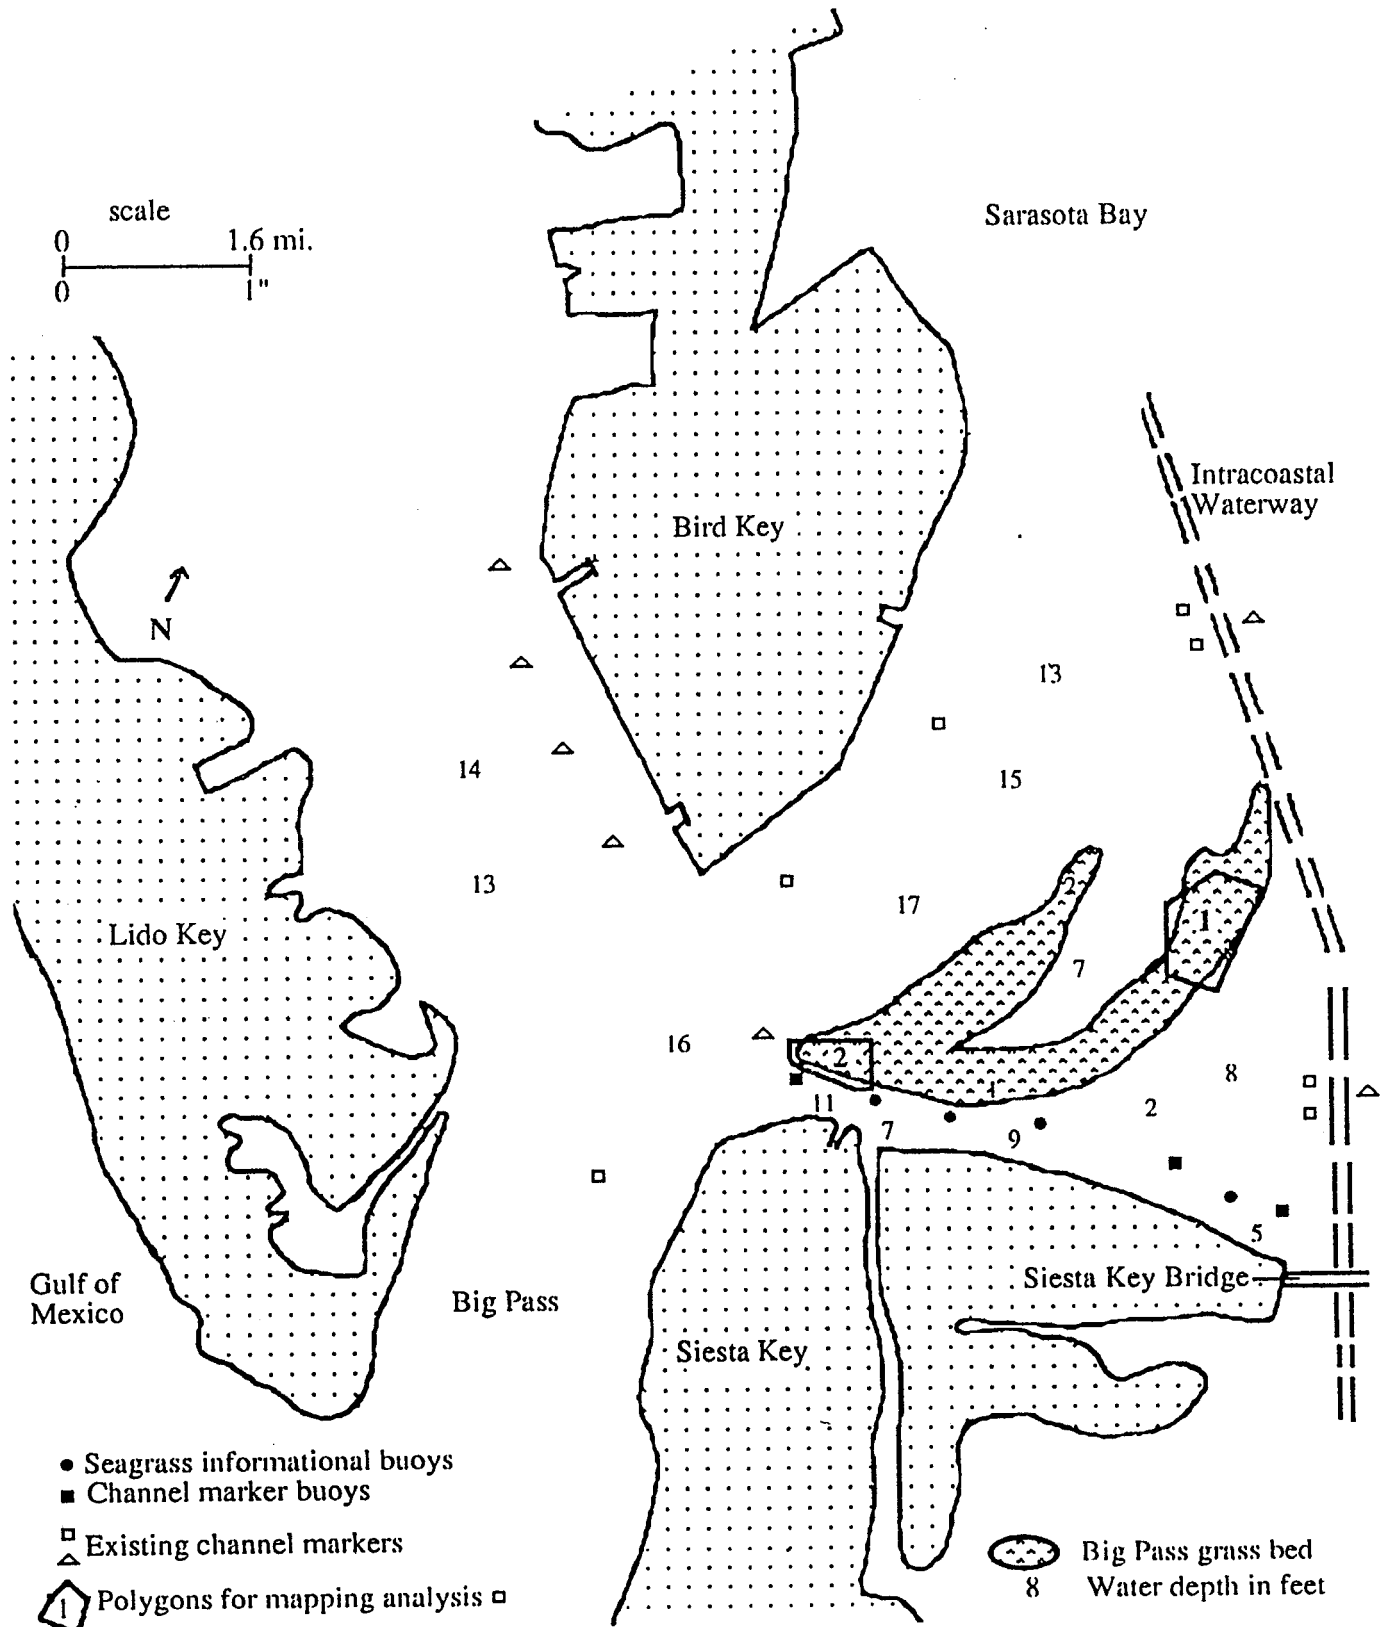 scale
0 1.6 mi.
0 1"
Sarasota Bay
Intracoastal
Waterway
Bird Key
N
13
14
15
13
2
17
1
Lido Key
7
16
2
8
1
11
2
7
9
5
Gulf of
Mexico
Big Pass
Siesta Key Bridge
Siesta Key
Seagrass informational buoys
Channel marker buoys
Existing channel markers
1 Polygons for mapping analysis
Big Pass grass bed
8 Water depth in feet